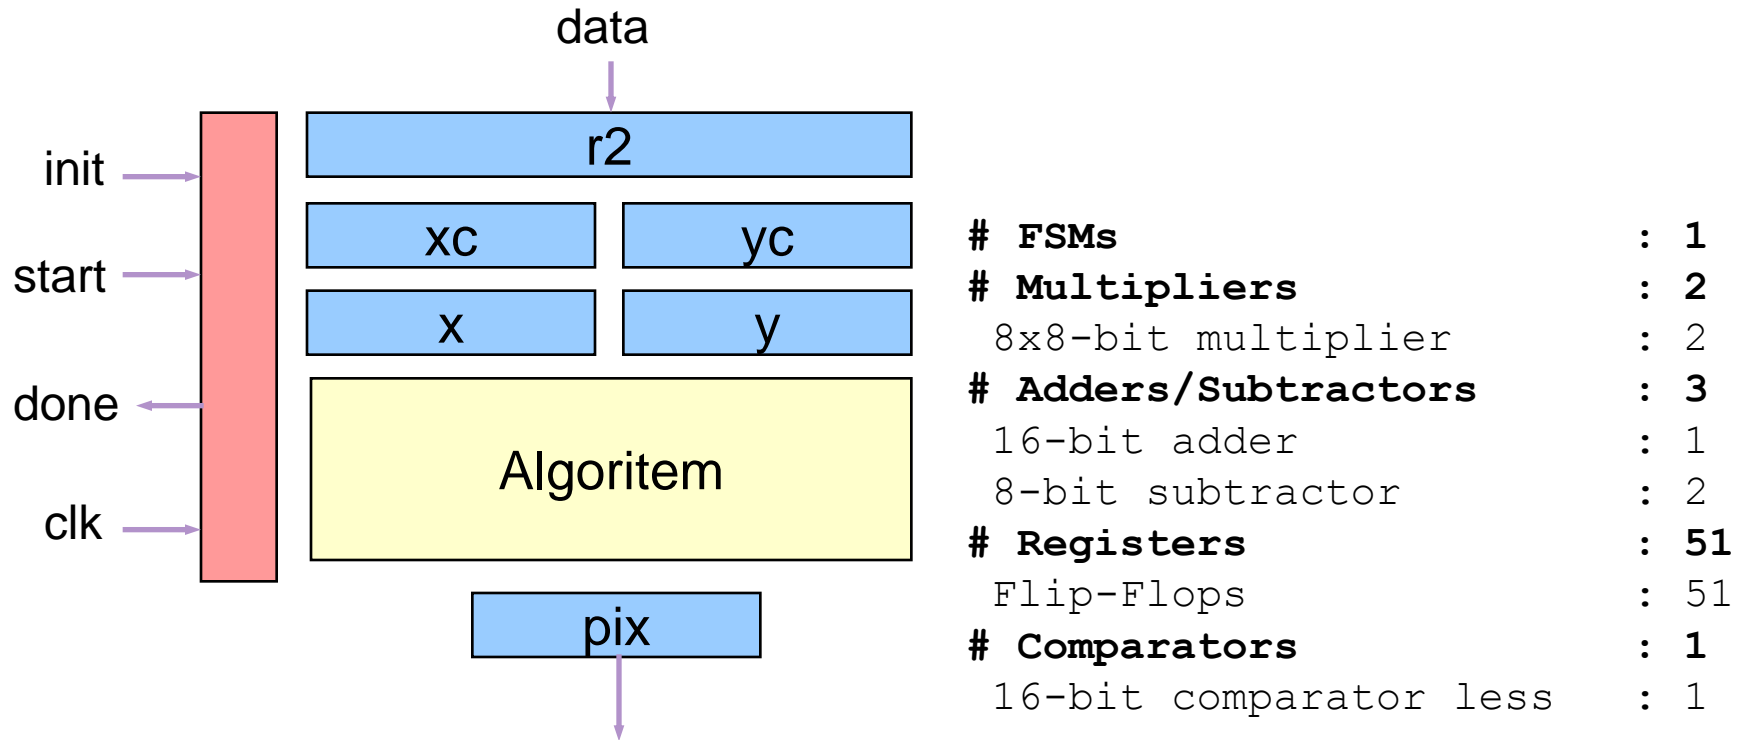 data
r2
init
xc
yc
start
x
y
done
Algoritem
clk
pix
# FSMs : 1
# Multipliers : 2
8x8-bit multiplier : 2
# Adders/Subtractors : 3
16-bit adder : 1
8-bit subtractor : 2
# Registers : 51
Flip-Flops : 51
# Comparators : 1
16-bit comparator less : 1